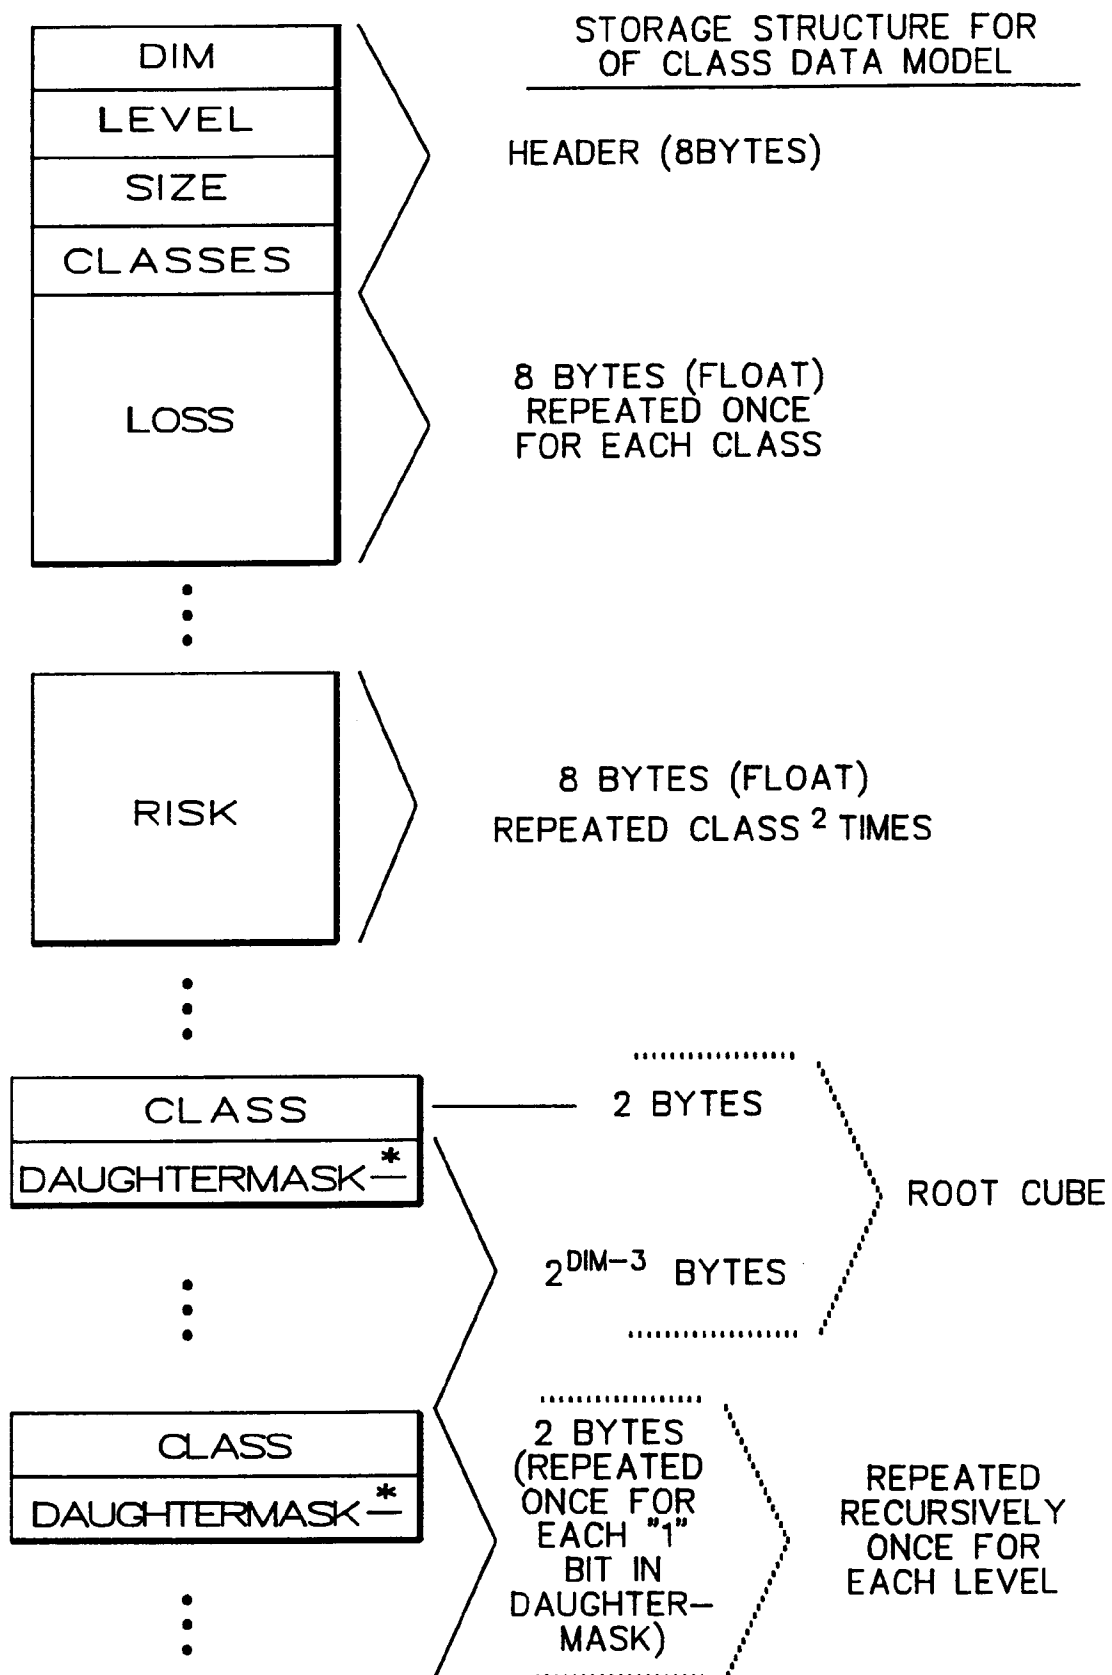 STORAGE STRUCTURE FOR
OF CLASS DATA MODEL
DIM
LEVEL
SIZE
CLASSES
HEADER (8BYTES)
LOSS
8 BYTES (FLOAT)
REPEATED ONCE
FOR EACH CLASS
RISK
8 BYTES (FLOAT)
REPEATED CLASS ² TIMES
CLASS
2 BYTES
DAUGHTERMASK-*
ROOT CUBE
2^DIM-3 BYTES
CLASS
DAUGHTERMASK-*
2 BYTES
(REPEATED
ONCE FOR
EACH "1"
BIT IN
DAUGHTER-
MASK)
REPEATED
RECURSIVELY
ONCE FOR
EACH LEVEL